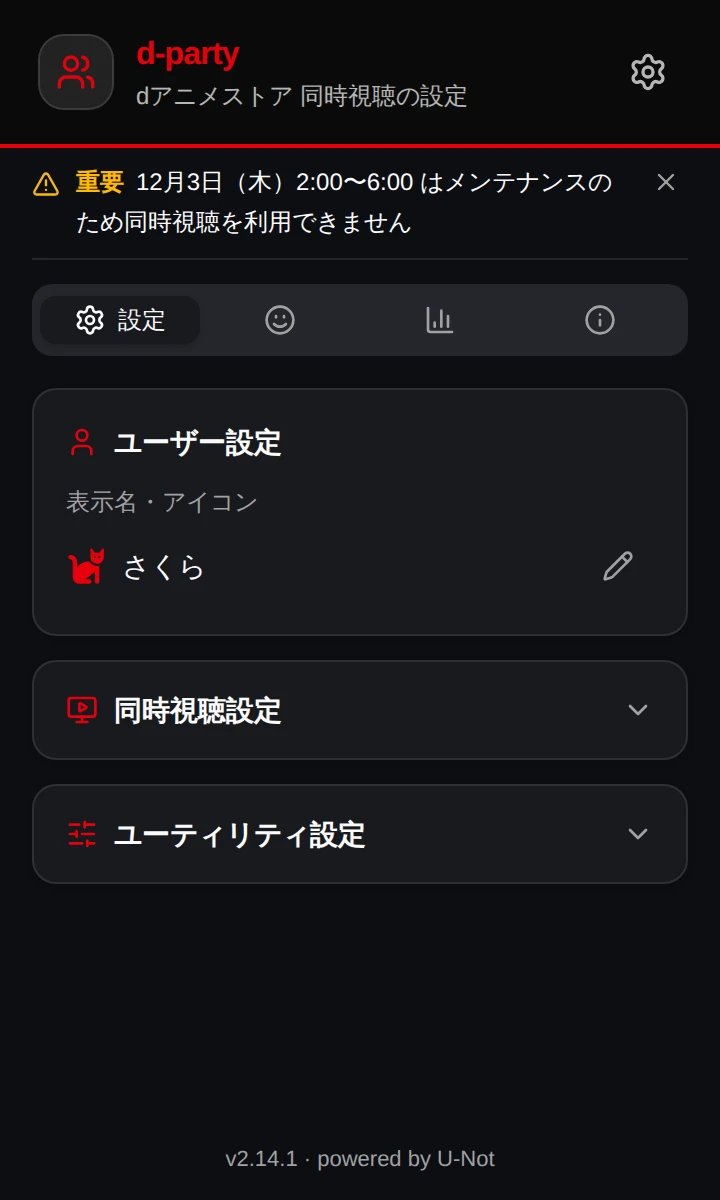 d-party
dアニメストア 同時視聴の設定
重要 12月3日（木）2:00〜6:00 はメンテナンスの
ため同時視聴を利用できません
設定
ユーザー設定
表示名・アイコン
さくら
同時視聴設定
ユーティリティ設定
v2.14.1 · powered by U-Not